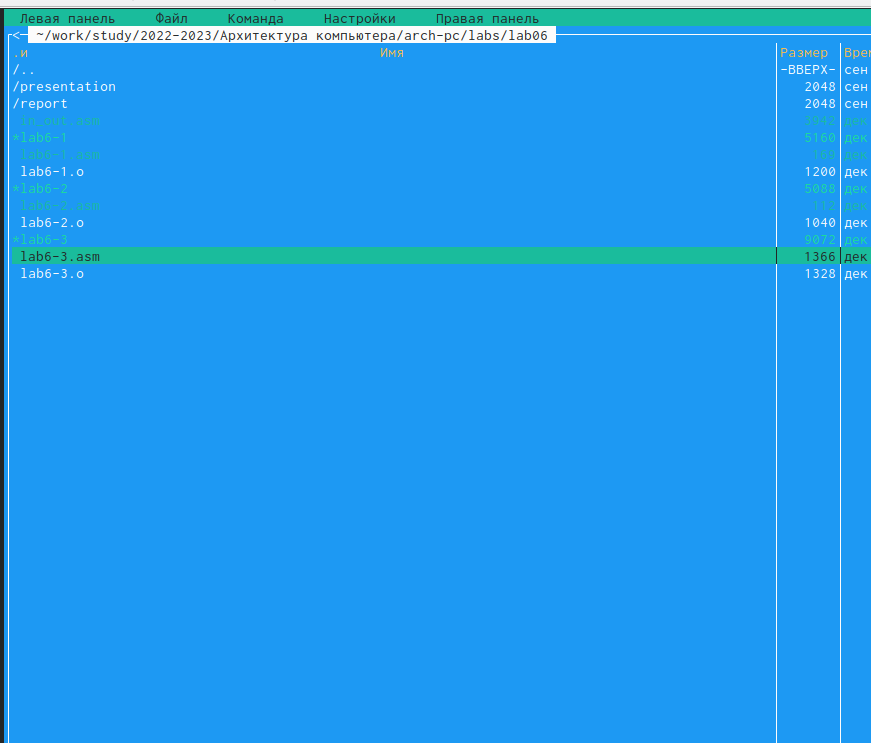 Левая панель Файл Команда Настройки Правая панель
<- ~/work/study/2022-2023/Архитектура компьютера/arch-pc/labs/lab06
.и Имя Размер Врем
/.. -ВВЕРХ- сен
/presentation 2048 сен
/report 2048 сен
in_out.asm 3942 дек
*lab6-1 5160 дек
lab6-1.asm 169 дек
lab6-1.o 1200 дек
*lab6-2 5088 дек
lab6-2.asm 112 дек
lab6-2.o 1040 дек
*lab6-3 9072 дек
lab6-3.asm 1366 дек
lab6-3.o 1328 дек